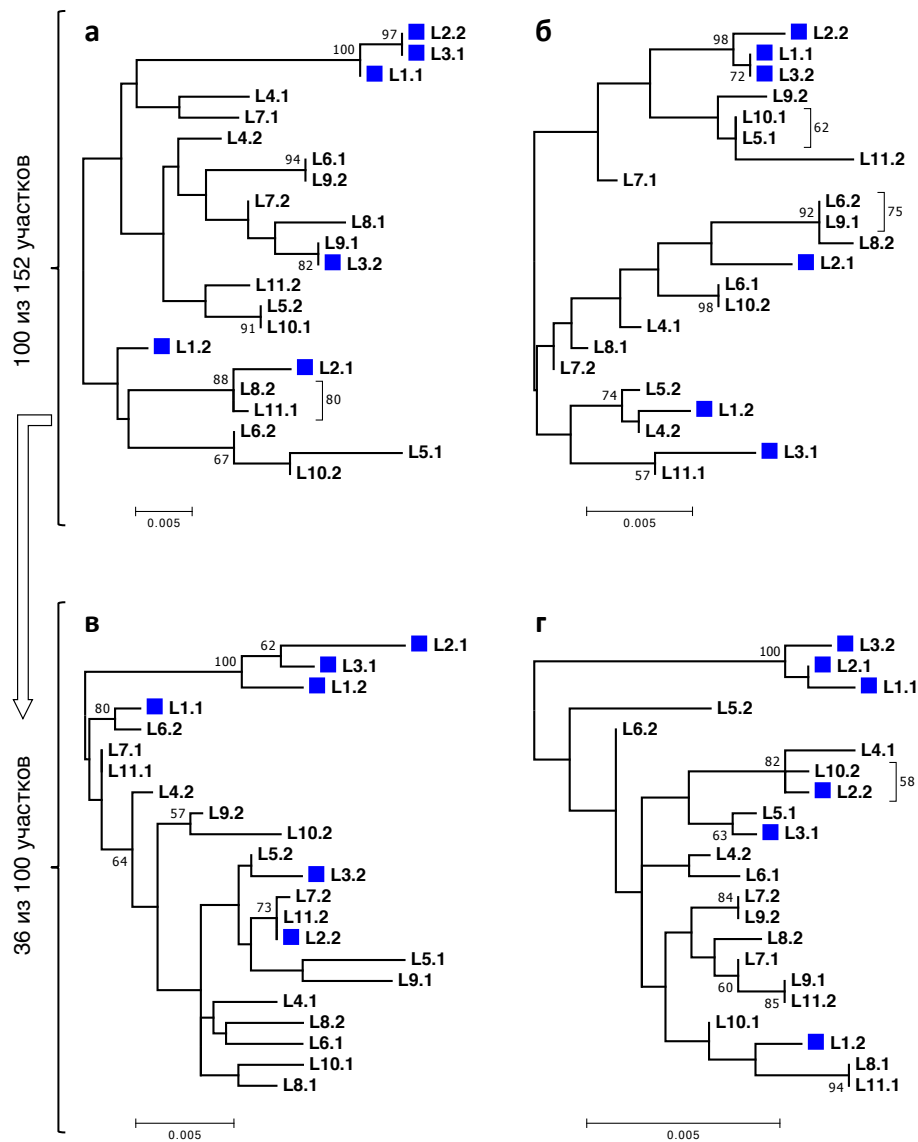 100 из 152 участков
а
97
L2.2
100
L3.1
L1.1
L4.1
L7.1
L4.2
94
L6.1
L9.2
L7.2
L8.1
L9.1
82
L3.2
L11.2
L5.2
91
L10.1
L1.2
L2.1
88
L8.2
80
L11.1
L6.2
67
L5.1
L10.2
0.005
б
98
L2.2
L1.1
72
L3.2
L9.2
L10.1
62
L5.1
L11.2
L7.1
L6.2
92
L9.1
75
L8.2
L2.1
L6.1
98
L10.2
L4.1
L8.1
L7.2
74
L5.2
L1.2
L4.2
L3.1
57
L11.1
0.005
36 из 100 участков
в
62
L2.1
100
L3.1
L1.2
80
L1.1
L6.2
L7.1
L11.1
L4.2
57
L9.2
L10.2
64
L5.2
L3.2
73
L7.2
L11.2
L2.2
L5.1
L9.1
L4.1
L8.2
L6.1
L10.1
L8.1
0.005
г
100
L3.2
L2.1
L1.1
L5.2
L6.2
82
L4.1
L10.2
58
L2.2
L5.1
63
L3.1
L4.2
L6.1
84
L7.2
L9.2
L8.2
L7.1
60
L9.1
85
L11.2
L10.1
L1.2
L8.1
94
L11.1
0.005